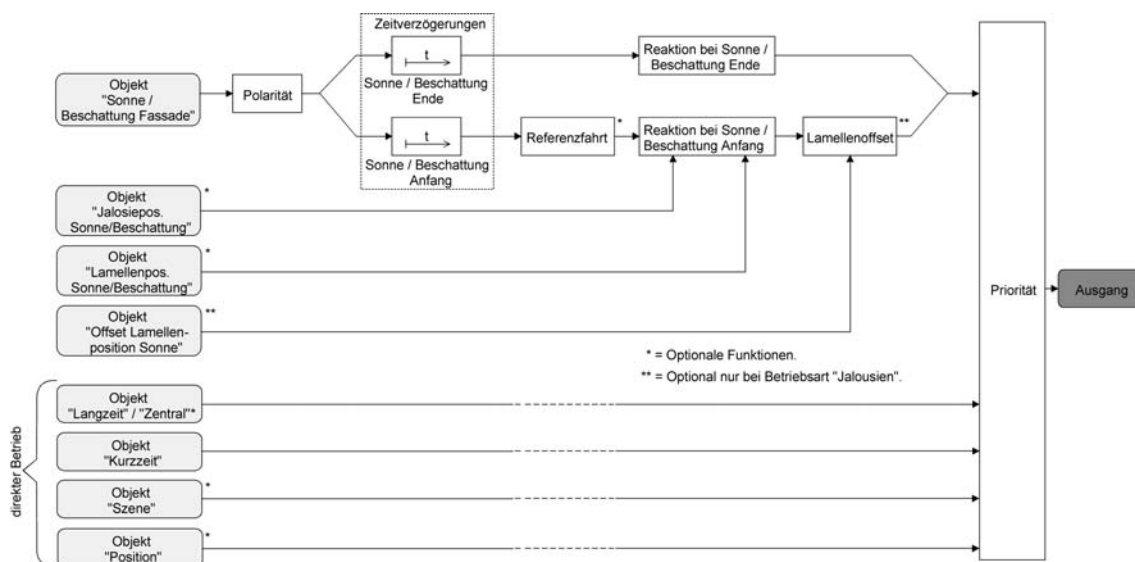 Zeitverzögerungen
Objekt
"Sonne /
Beschattung Fassade"
Polarität
t
Sonne / Beschattung
Ende
Reaktion bei Sonne /
Beschattung Ende
t
Sonne / Beschattung
Anfang
Referenzfahrt *
Reaktion bei Sonne /
Beschattung Anfang
Lamellenoffset **
Objekt *
"Jalosiepos.
Sonne/Beschattung"
Objekt *
"Lamellenpos.
Sonne/Beschattung"
Objekt **
"Offset Lamellen-
position Sonne"
Priorität
Ausgang
* = Optionale Funktionen.
** = Optional nur bei Betriebsart "Jalousien".
direkter Betrieb
Objekt
"Langzeit" / "Zentral"*
Objekt
"Kurzzeit"
Objekt *
"Szene"
Objekt *
"Position"